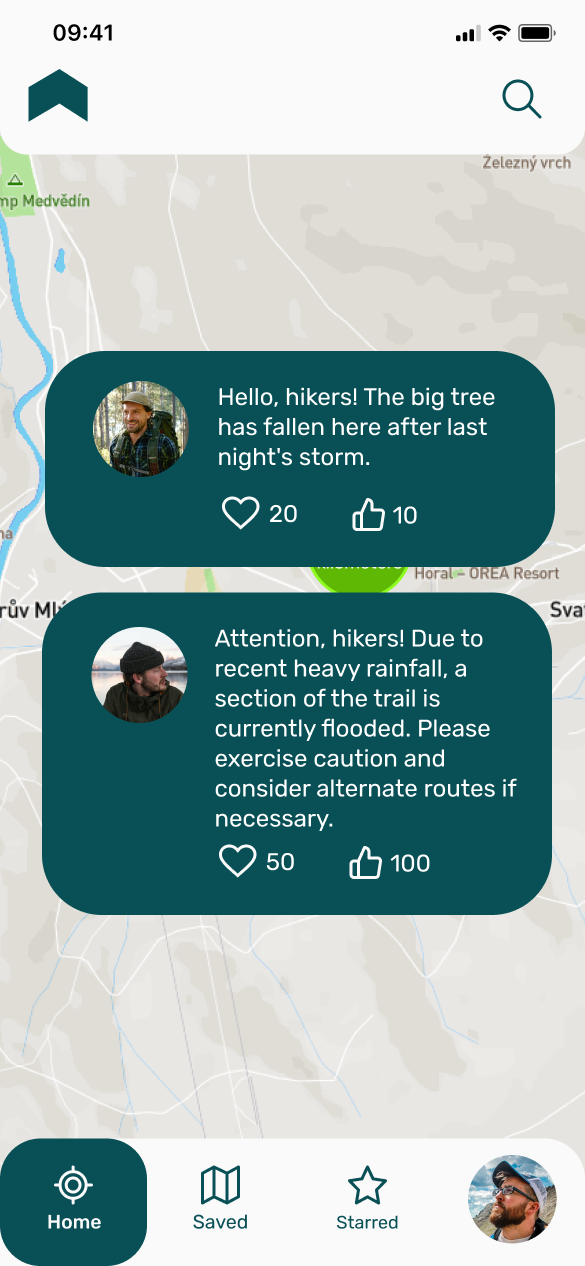 09:41
Železný vrch
mp Medvědín
Hello, hikers! The big tree
has fallen here after last
night's storm.
20 10
na
Horal – OREA Resort
rův Ml
Sva
Attention, hikers! Due to
recent heavy rainfall, a
section of the trail is
currently flooded. Please
exercise caution and
consider alternate routes if
necessary.
50 100
Home Saved Starred